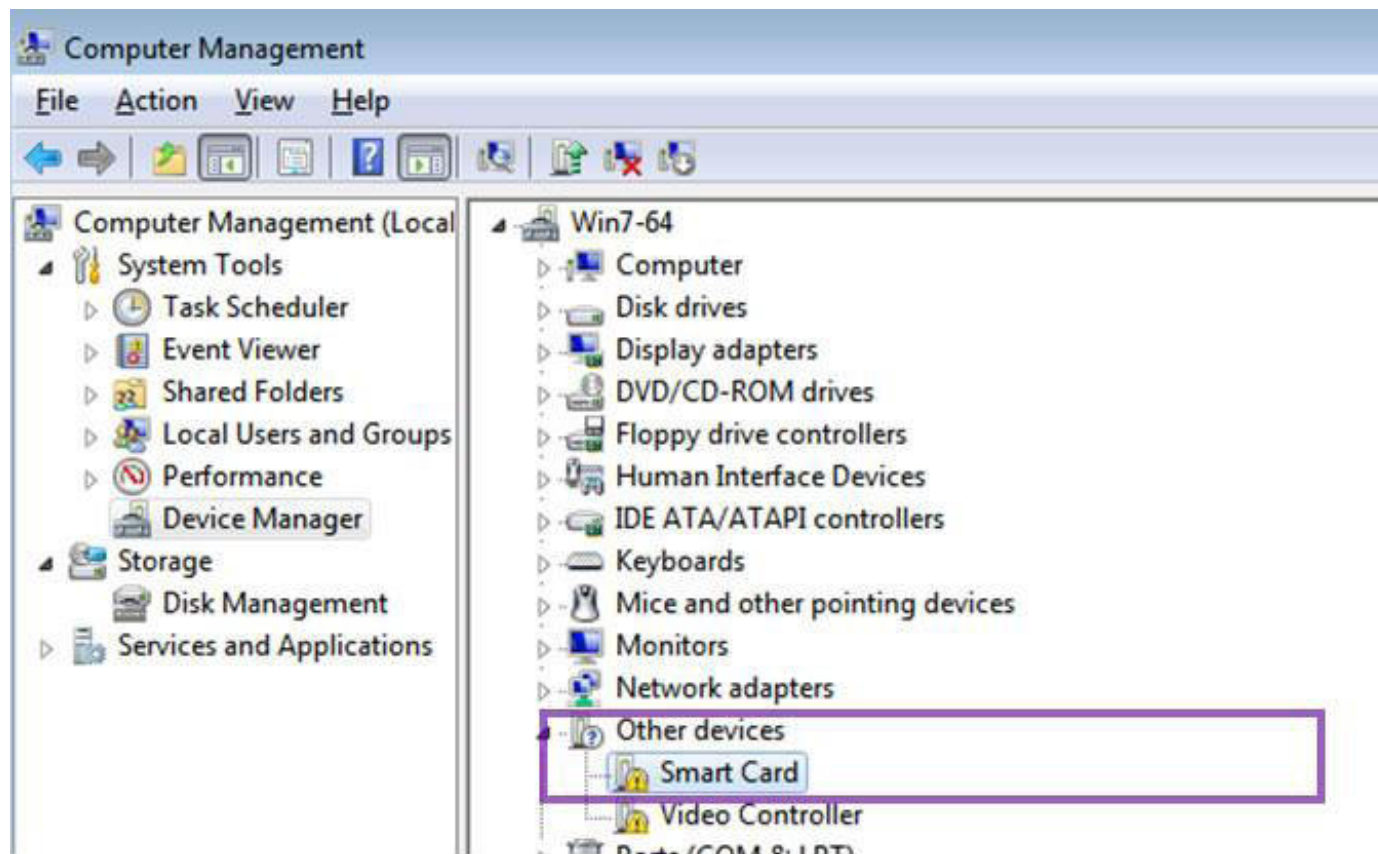 Computer Management
File Action View Help
Computer Management (Local
System Tools
Task Scheduler
Event Viewer
Shared Folders
Local Users and Groups
Performance
Device Manager
Storage
Disk Management
Services and Applications
Win7-64
Computer
Disk drives
Display adapters
DVD/CD-ROM drives
Floppy drive controllers
Human Interface Devices
IDE ATA/ATAPI controllers
Keyboards
Mice and other pointing devices
Monitors
Network adapters
Other devices
Smart Card
Video Controller
Ports (COM & LPT)